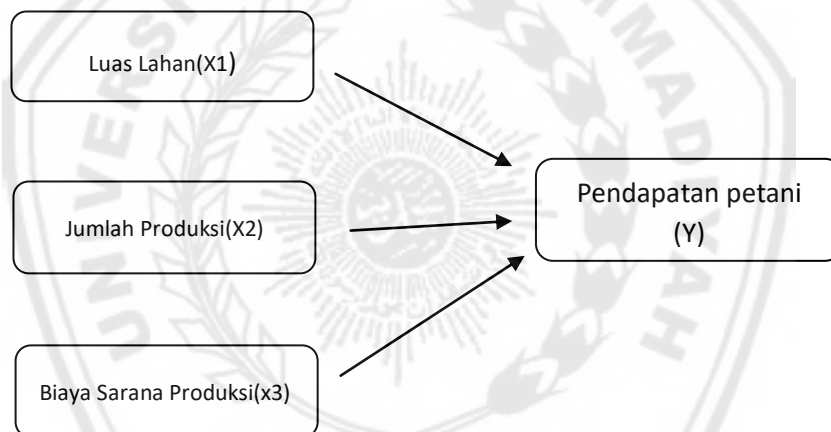 Luas Lahan(X1)
Jumlah Produksi(X2)
Biaya Sarana Produksi(x3)
Pendapatan petani
(Y)